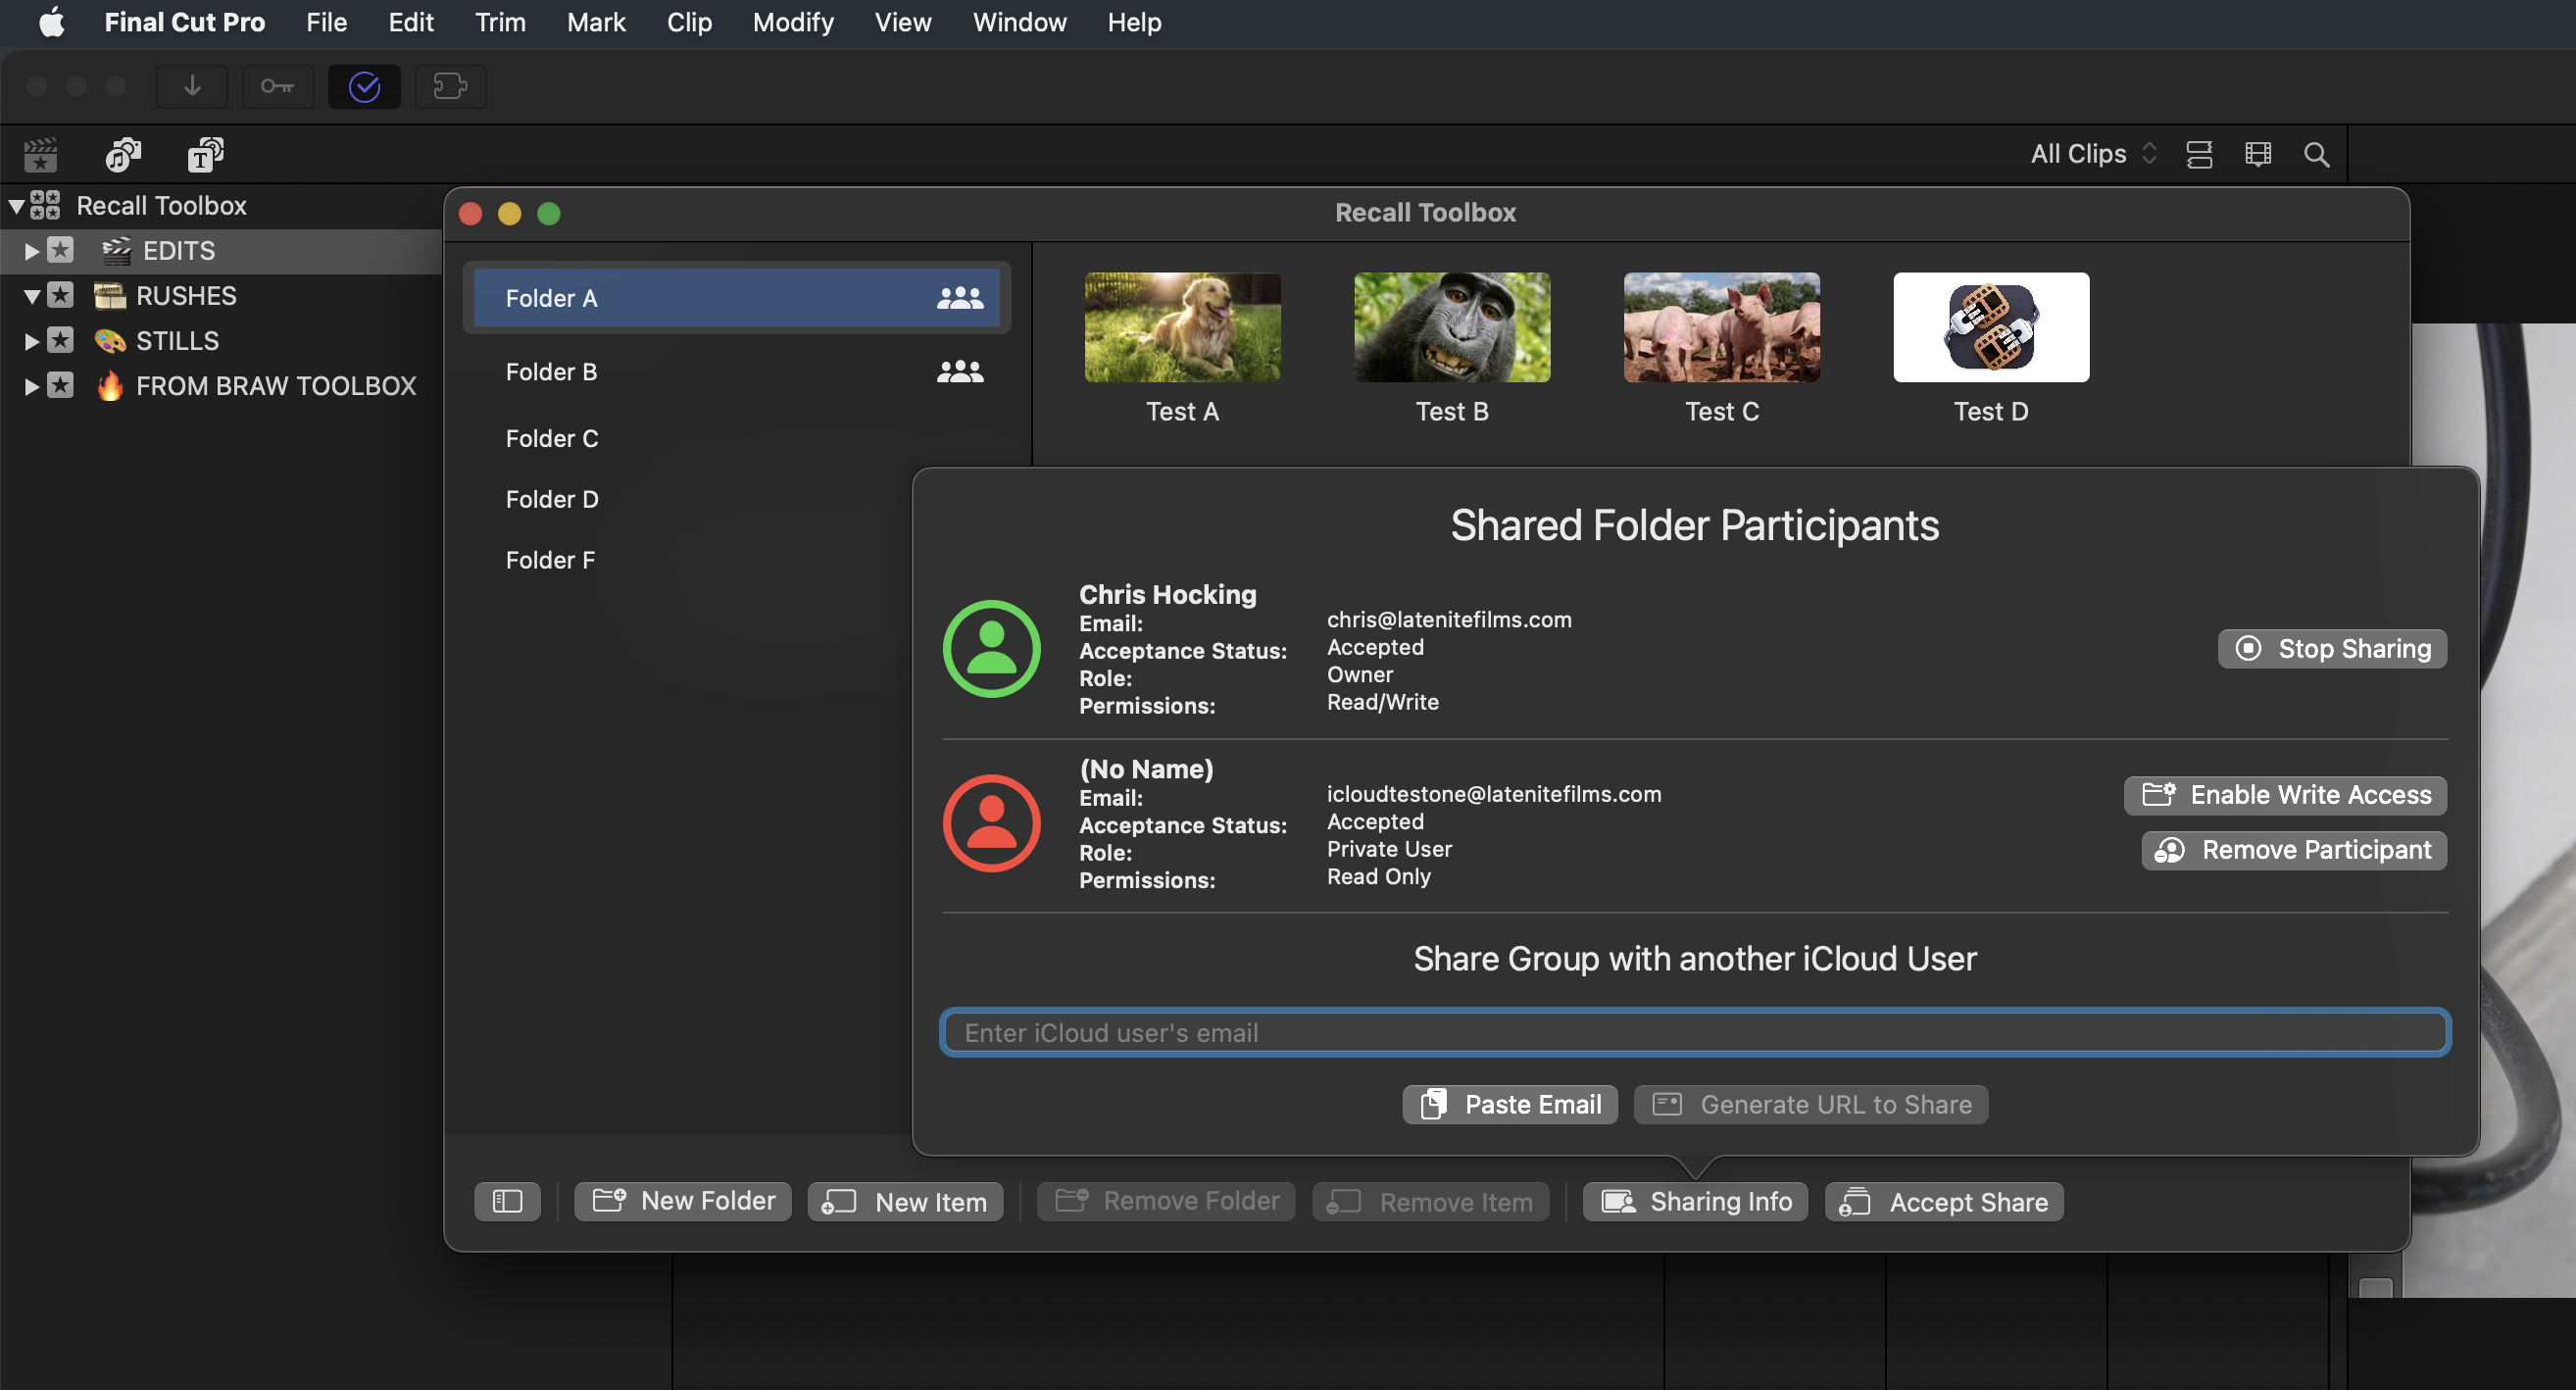 Final Cut Pro File Edit Trim Mark Clip Modify View Window Help
All Clips
Recall Toolbox
EDITS
RUSHES
STILLS
FROM BRAW TOOLBOX
Recall Toolbox
Folder A
Folder B
Folder C
Folder D
Folder F
Test A Test B Test C Test D
Shared Folder Participants
Chris Hocking
Email: chris@latenitefilms.com
Acceptance Status: Accepted
Role: Owner
Permissions: Read/Write
Stop Sharing
(No Name)
Email: icloudtestone@latenitefilms.com
Acceptance Status: Accepted
Role: Private User
Permissions: Read Only
Enable Write Access
Remove Participant
Share Group with another iCloud User
Enter iCloud user's email
Paste Email Generate URL to Share
New Folder New Item Remove Folder Remove Item Sharing Info Accept Share